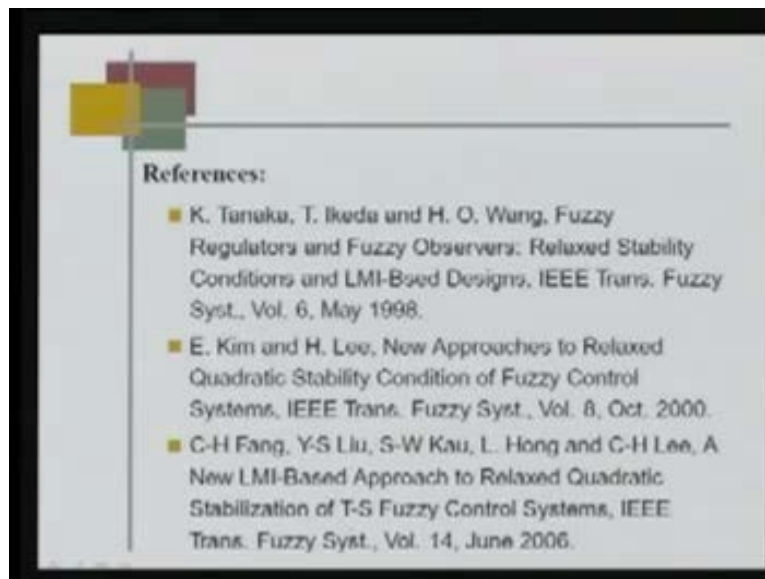 References:
K. Tanaka, T. Ikeda and H. O. Wang, Fuzzy
Regulators and Fuzzy Observers: Relaxed Stability
Conditions and LMI-Bsed Designs, IEEE Trans. Fuzzy
Syst., Vol. 6, May 1998.
E. Kim and H. Lee, New Approaches to Relaxed
Quadratic Stability Condition of Fuzzy Control
Systems, IEEE Trans. Fuzzy Syst., Vol. 8, Oct. 2000.
C-H Fang, Y-S Liu, S-W Kau, L. Hong and C-H Lee, A
New LMI-Based Approach to Relaxed Quadratic
Stabilization of T-S Fuzzy Control Systems, IEEE
Trans. Fuzzy Syst., Vol. 14, June 2006.